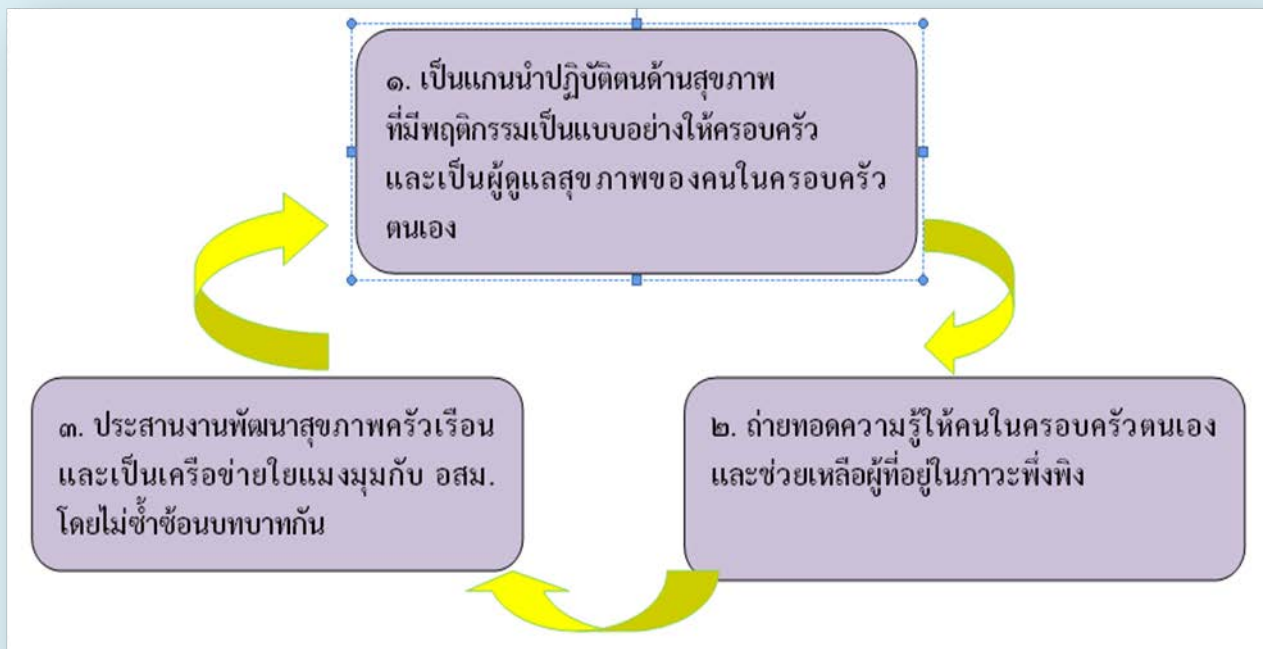 ๑. เป็นแกนนำปฏิบัติตนด้านสุขภาพ
ที่มีพฤติกรรมเป็นแบบอย่างให้ครอบครัว
และเป็นผู้ดูแลสุขภาพของคนในครอบครัว
ตนเอง
๒. ถ่ายทอดความรู้ให้คนในครอบครัวตนเอง
และช่วยเหลือผู้ที่อยู่ในภาวะพึ่งพิง
๓. ประสานงานพัฒนาสุขภาพครัวเรือน
และเป็นเครือข่ายใยแมงมุมกับ อสม.
โดยไม่ซ้ำซ้อนบทบาทกัน